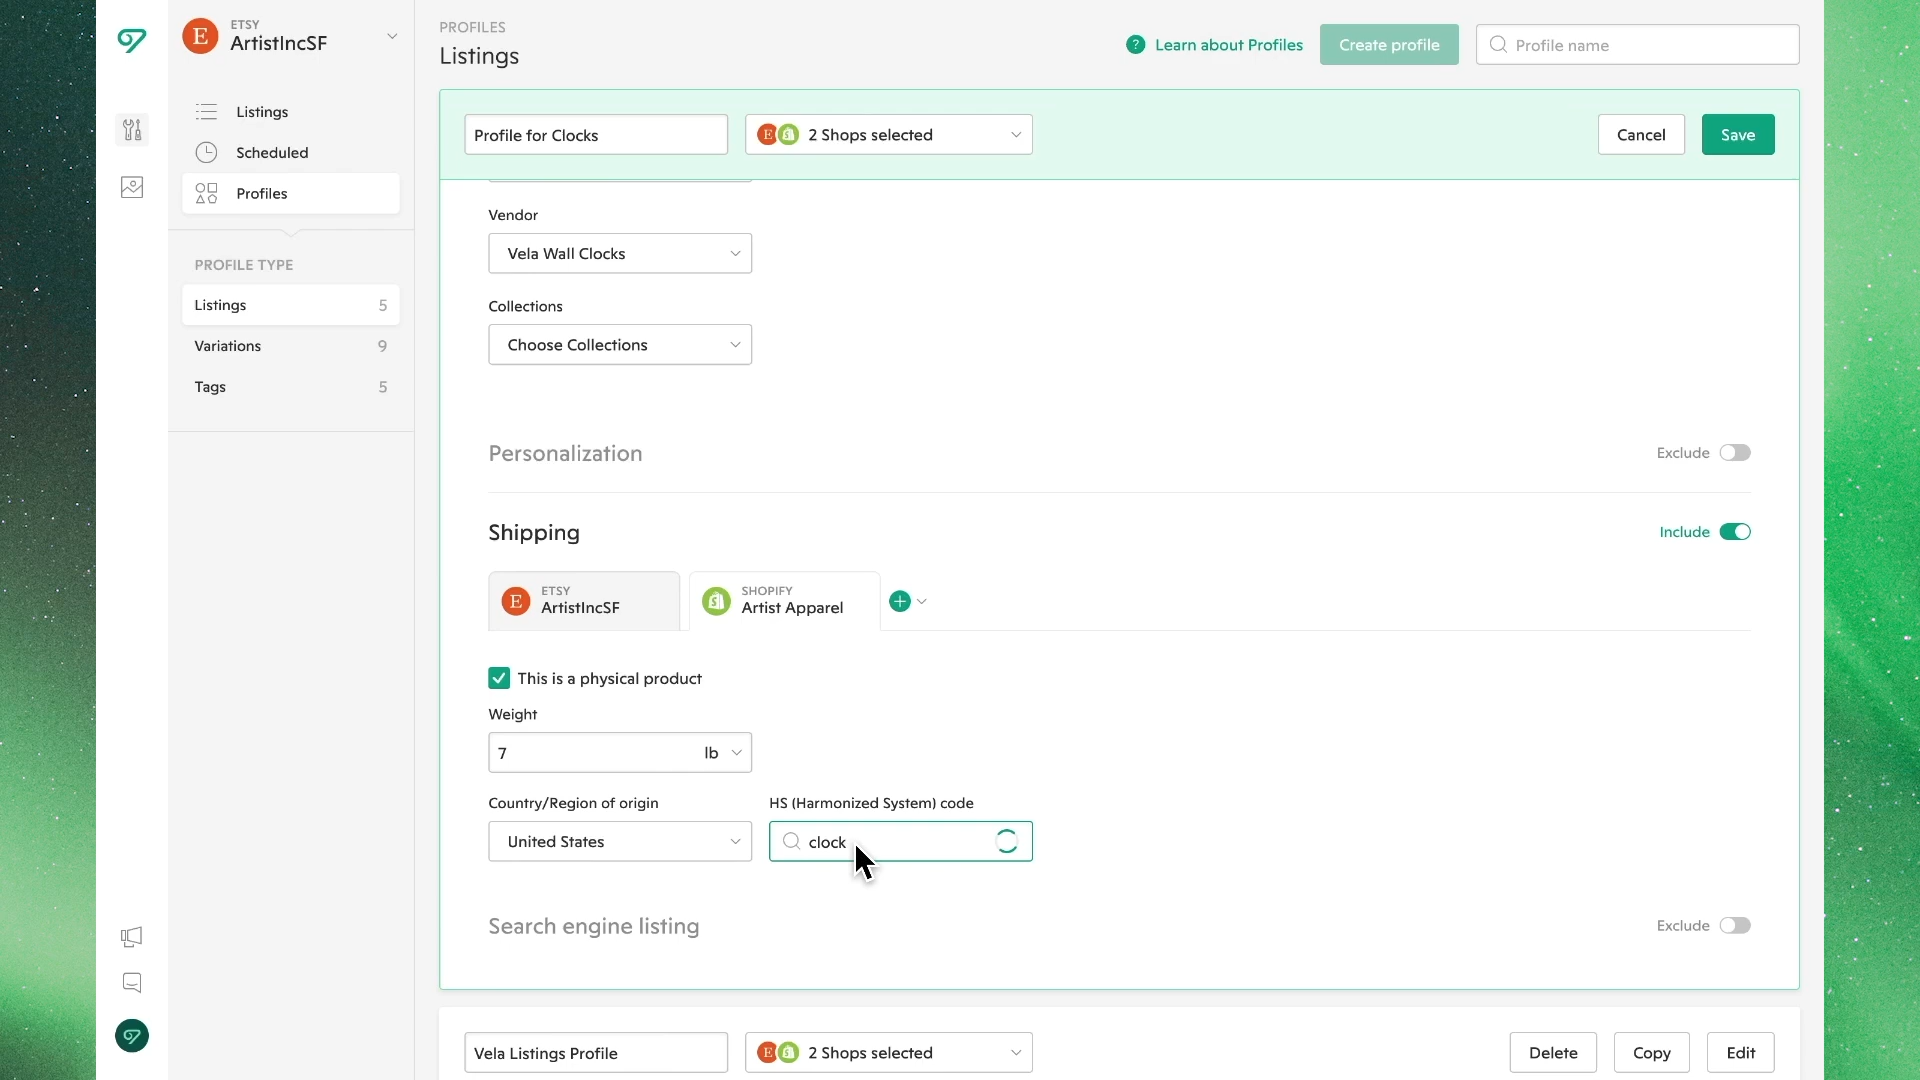 ETSY
ArtistIncSF
Listings
Scheduled
Profiles
PROFILE TYPE
Listings 5
Variations 9
Tags 5
PROFILES
Listings
? Learn about Profiles
Create profile
Profile name
Profile for Clocks
2 Shops selected
Cancel
Save
Vendor
Vela Wall Clocks
Collections
Choose Collections
Personalization
Exclude
Shipping
Include
E ETSY
ArtistIncSF
SHOPIFY
Artist Apparel
This is a physical product
Weight
7 lb
Country/Region of origin
United States
HS (Harmonized System) code
clock
Search engine listing
Exclude
Vela Listings Profile
2 Shops selected
Delete
Copy
Edit